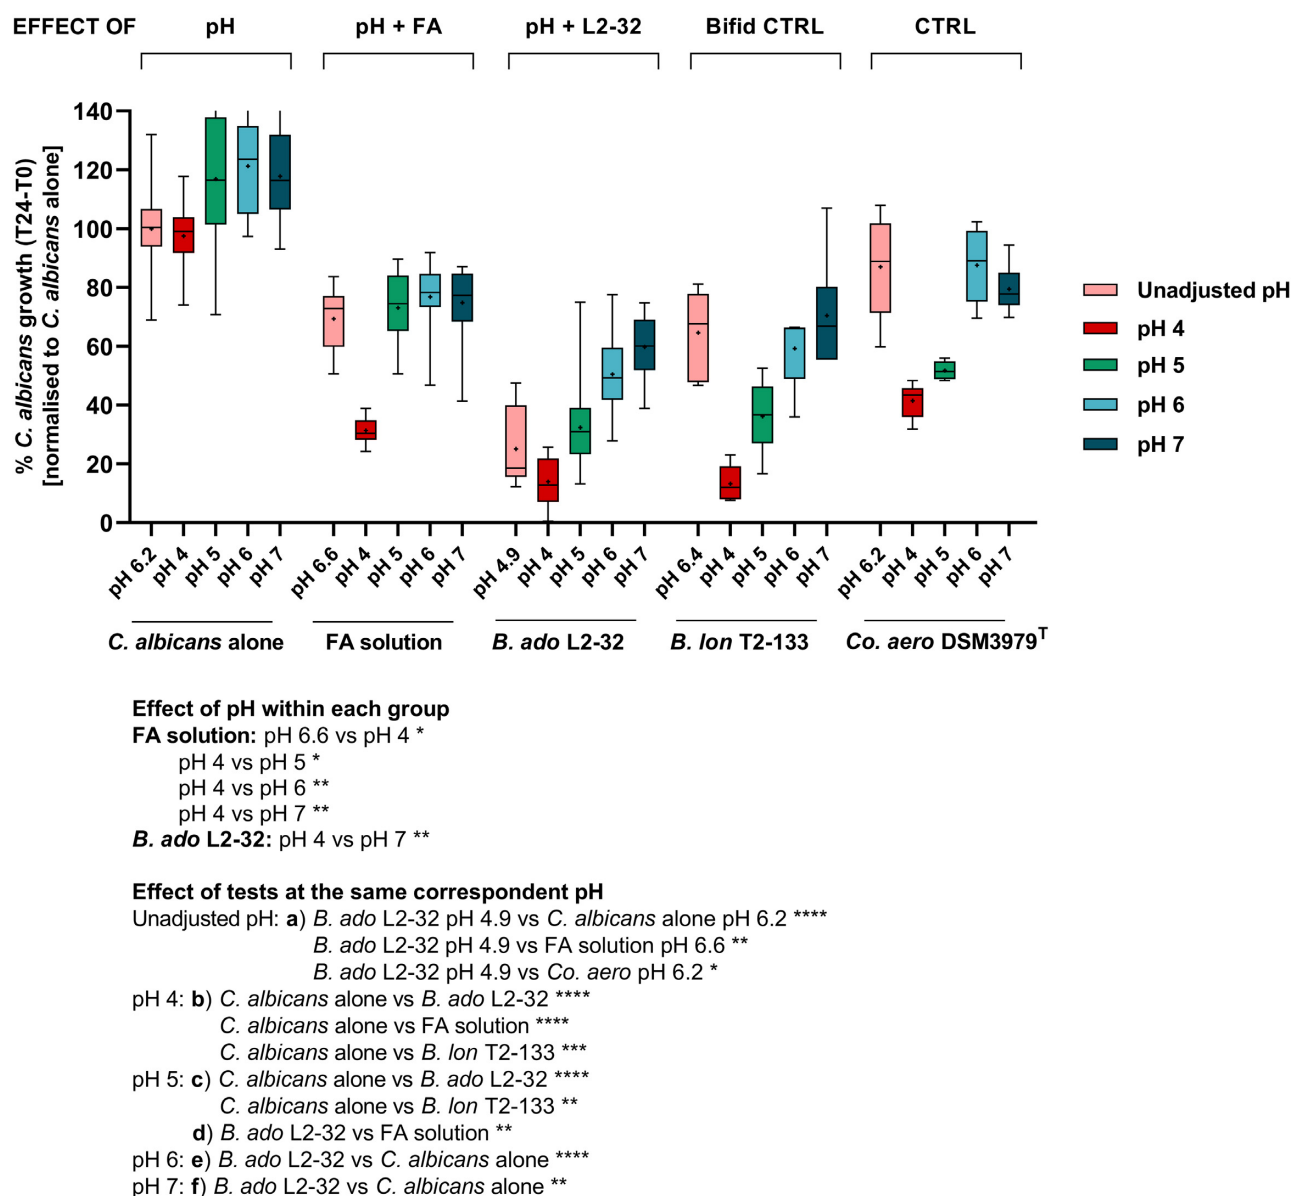 EFFECT OF pH pH + FA pH + L2-32 Bifid CTRL CTRL
% C. albicans growth (T24-T0)
[normalised to C. albicans alone]
140
120
100
80
60
40
20
0
Unadjusted pH
pH 4
pH 5
pH 6
pH 7
pH 6.2 pH 4 pH 5 pH 6 pH 7 pH 6.6 pH 4 pH 5 pH 6 pH 7 pH 4.9 pH 4 pH 5 pH 6 pH 7 pH 6.4 pH 4 pH 5 pH 6 pH 7 pH 6.2 pH 4 pH 5 pH 6 pH 7
C. albicans alone FA solution B. ado L2-32 B. lon T2-133 Co. aero DSM3979T
Effect of pH within each group
FA solution: pH 6.6 vs pH 4 *
pH 4 vs pH 5 *
pH 4 vs pH 6 **
pH 4 vs pH 7 **
B. ado L2-32: pH 4 vs pH 7 **
Effect of tests at the same correspondent pH
Unadjusted pH: a) B. ado L2-32 pH 4.9 vs C. albicans alone pH 6.2 ****
B. ado L2-32 pH 4.9 vs FA solution pH 6.6 **
B. ado L2-32 pH 4.9 vs Co. aero pH 6.2 *
pH 4: b) C. albicans alone vs B. ado L2-32 ****
C. albicans alone vs FA solution ****
C. albicans alone vs B. lon T2-133 ***
pH 5: c) C. albicans alone vs B. ado L2-32 ****
C. albicans alone vs B. lon T2-133 **
d) B. ado L2-32 vs FA solution **
pH 6: e) B. ado L2-32 vs C. albicans alone ****
pH 7: f) B. ado L2-32 vs C. albicans alone **